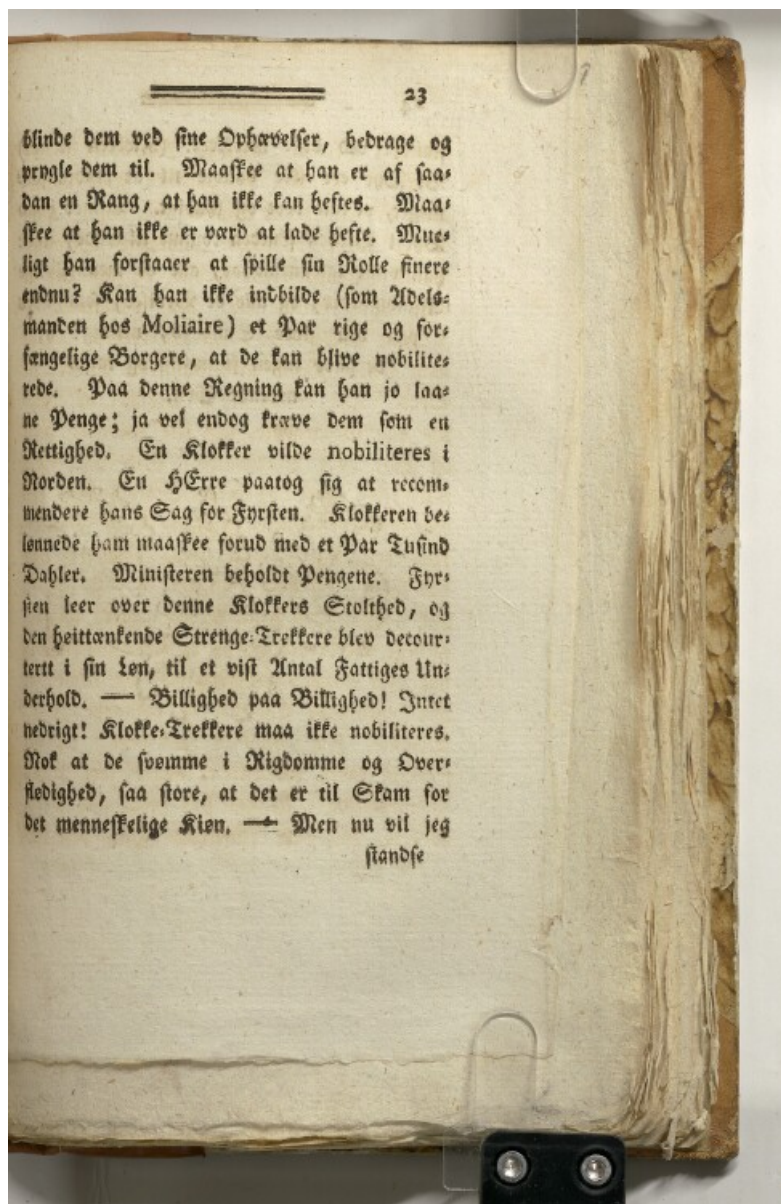 23
blinde dem ved sine Ophævelser, bedrage og
prygle dem til. Maaskee at han er af saa-
dan en Rang, at han ikke kan heftes. Maa-
skee at han ikke er værd at lade hefte. Mue-
ligt han forstaaer at spille sin Rolle finere
endnu? Kan han ikke indbilde (som Adels-
manden hos Moliaire) et Par rige og for-
fængelige Borgere, at de kan blive nobilite-
rede. Paa denne Regning kan han jo laa-
ne Penge; ja vel endog kræve dem som en
Rettighed. En Klokker vilde nobiliteres i
Norden. En HErre paatog sig at recom-
mendere hans Sag for Fyrsten. Klokkeren be-
lønnede ham maaskee forud med et Par Tusind
Dahler. Ministeren beholdt Pengene. Fyr-
sten leer over denne Klokkers Stolthed, og
den heittænkende Strenge-Trekkere blev decour-
tert i sin Løn, til et vist Antal Fattiges Un-
derhold. — Billighed paa Billighed! Intet
nedrigt! Klokke-Trekkere maa ikke nobiliteres.
Nok at de svømme i Rigdomme og Over-
flødighed, saa store, at det er til Skam for
det menneskelige Kiøn. — Men nu vil jeg
standse